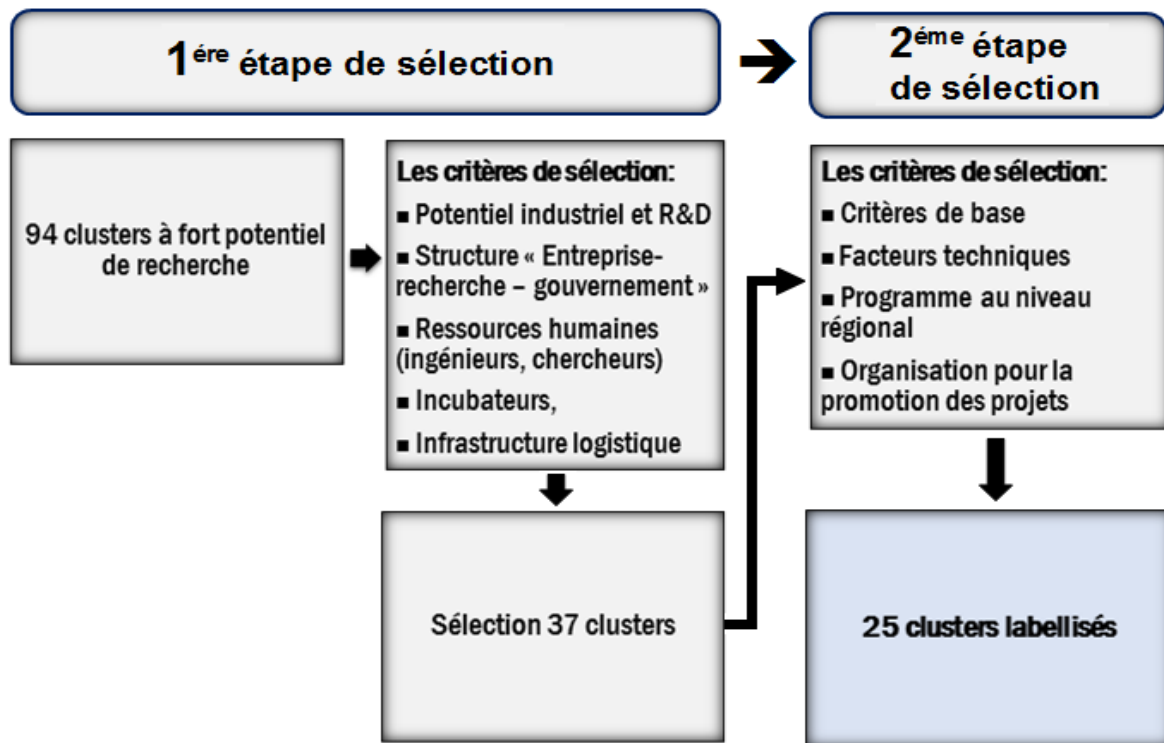 1ére étape de sélection
2éme étape
de sélection
94 clusters à fort potentiel
de recherche
Les critères de sélection:
▪ Potentiel industriel et R&D
▪ Structure « Entreprise-
recherche – gouvernement »
▪ Ressources humaines
(ingénieurs, chercheurs)
▪ Incubateurs,
▪ Infrastructure logistique
Sélection 37 clusters
Les critères de sélection:
▪ Critères de base
▪ Facteurs techniques
▪ Programme au niveau
régional
▪ Organisation pour la
promotion des projets
25 clusters labellisés